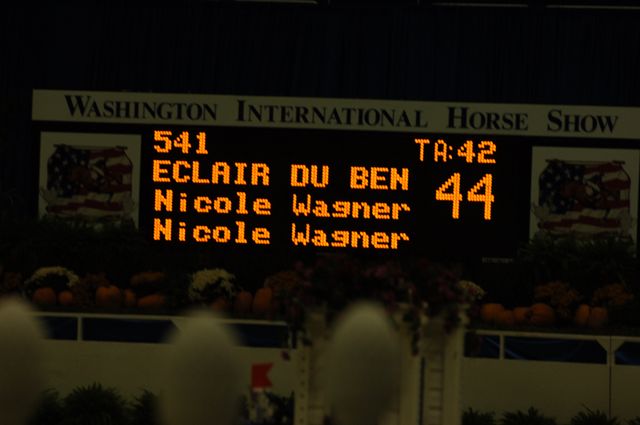 WASHINGTON INTERNATIONAL HORSE SHOW
541 TA:42
ECLAIR DU BEN 44
Nicole Wagner
Nicole Wagner